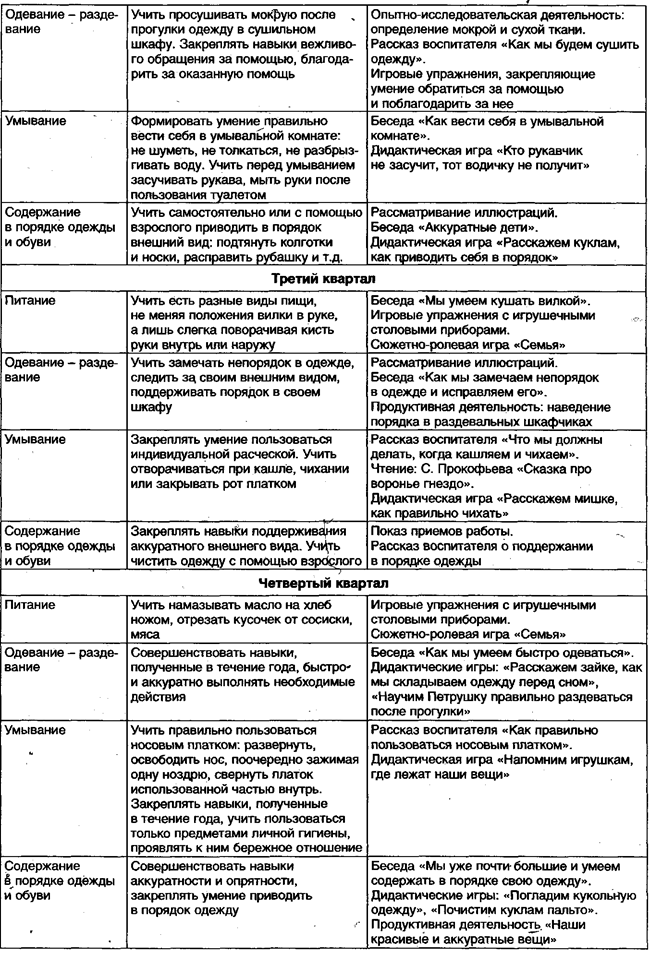 Одевание – разде-
вание
Учить просушивать мокрую после
прогулки одежду в сушильном
шкафу. Закреплять навыки вежливо-
го обращения за помощью, благода-
рить за оказанную помощь
Опытно-исследовательская деятельность:
определение мокрой и сухой ткани.
Рассказ воспитателя «Как мы будем сушить
одежду».
Игровые упражнения, закрепляющие
умение обратиться за помощью
и поблагодарить за нее
Умывание
Формировать умение правильно
вести себя в умывальной комнате:
не шуметь, не толкаться, не разбрыз-
гивать воду. Учить перед умыванием
засучивать рукава, мыть руки после
пользования туалетом
Беседа «Как вести себя в умывальной
комнате».
Дидактическая игра «Кто рукавчик
не засучит, тот водичку не получит»
Содержание
в порядке одежды
и обуви
Учить самостоятельно или с помощью
взрослого приводить в порядок
внешний вид: подтянуть колготки
и носки, расправить рубашку и т.д.
Рассматривание иллюстраций.
Беседа «Аккуратные дети».
Дидактическая игра «Расскажем куклам,
как приводить себя в порядок»
Третий квартал
Питание
Учить есть разные виды пищи,
не меняя положения вилки в руке,
а лишь слегка поворачивая кисть
руки внутрь или наружу
Беседа «Мы умеем кушать вилкой».
Игровые упражнения с игрушечными
столовыми приборами.
Сюжетно-ролевая игра «Семья»
Одевание – разде-
вание
Учить замечать непорядок в одежде,
следить за своим внешним видом,
поддерживать порядок в своем
шкафу
Рассматривание иллюстраций.
Беседа «Как мы замечаем непорядок
в одежде и исправляем его».
Продуктивная деятельность: наведение
порядка в раздевальных шкафчиках
Умывание
Закреплять умение пользоваться
индивидуальной расческой. Учить
отворачиваться при кашле, чихании
или закрывать рот платком
Рассказ воспитателя «Что мы должны
делать, когда кашляем и чихаем».
Чтение: С. Прокофьева «Сказка про
воронье гнездо».
Дидактическая игра «Расскажем мишке,
как правильно чихать»
Содержание
в порядке одежды
и обуви
Закреплять навыки поддерживания
аккуратного внешнего вида. Учить
чистить одежду с помощью взрослого
Показ приемов работы.
Рассказ воспитателя о поддержании
в порядке одежды
Четвертый квартал
Питание
Учить намазывать масло на хлеб
ножом, отрезать кусочек от сосиски,
мяса
Игровые упражнения с игрушечными
столовыми приборами.
Сюжетно-ролевая игра «Семья»
Одевание – разде-
вание
Совершенствовать навыки,
полученные в течение года, быстро
и аккуратно выполнять необходимые
действия
Беседа «Как мы умеем быстро одеваться».
Дидактические игры: «Расскажем зайке, как
мы складываем одежду перед сном»,
«Научим Петрушку правильно раздеваться
после прогулки»
Умывание
Учить правильно пользоваться
носовым платком: развернуть,
освободить нос, поочередно зажимая
одну ноздрю, свернуть платок
использованной частью внутрь.
Закреплять навыки, полученные
в течение года, учить пользоваться
только предметами личной гигиены,
проявлять к ним бережное отношение
Рассказ воспитателя «Как правильно
пользоваться носовым платком».
Дидактическая игра «Напомним игрушкам,
где лежат наши вещи»
Содержание
в порядке одежды
и обуви
Совершенствовать навыки
аккуратности и опрятности,
закреплять умение приводить
в порядок одежду
Беседа «Мы уже почти большие и умеем
содержать в порядке свою одежду».
Дидактические игры: «Погладим кукольную
одежду», «Почистим куклам пальто».
Продуктивная деятельность «Наши
красивые и аккуратные вещи»